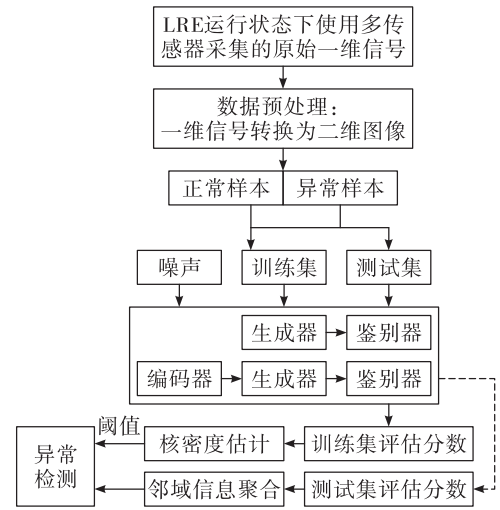 LRE运行状态下使用多传
感器采集的原始一维信号
数据预处理：
一维信号转换为二维图像
正常样本
异常样本
噪声
训练集
测试集
生成器
鉴别器
编码器
生成器
鉴别器
阈值
异常
检测
核密度估计
训练集评估分数
邻域信息聚合
测试集评估分数